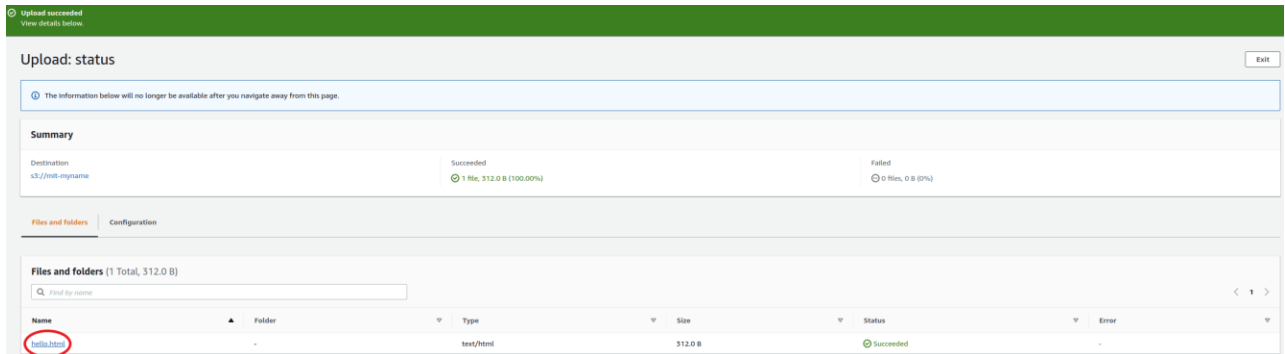 Upload succeeded
View details below.
Upload: status
Exit
The information below will no longer be available after you navigate away from this page.
Summary
Destination
Succeeded
Failed
s3://mit-myname
1 file, 312.0 B (100.00%)
0 files, 0 B (0%)
Files and folders
Configuration
Files and folders (1 Total, 312.0 B)
Find by name
1
Name Folder Type Size Status Error
hello.html - text/html 312.0 B Succeeded -